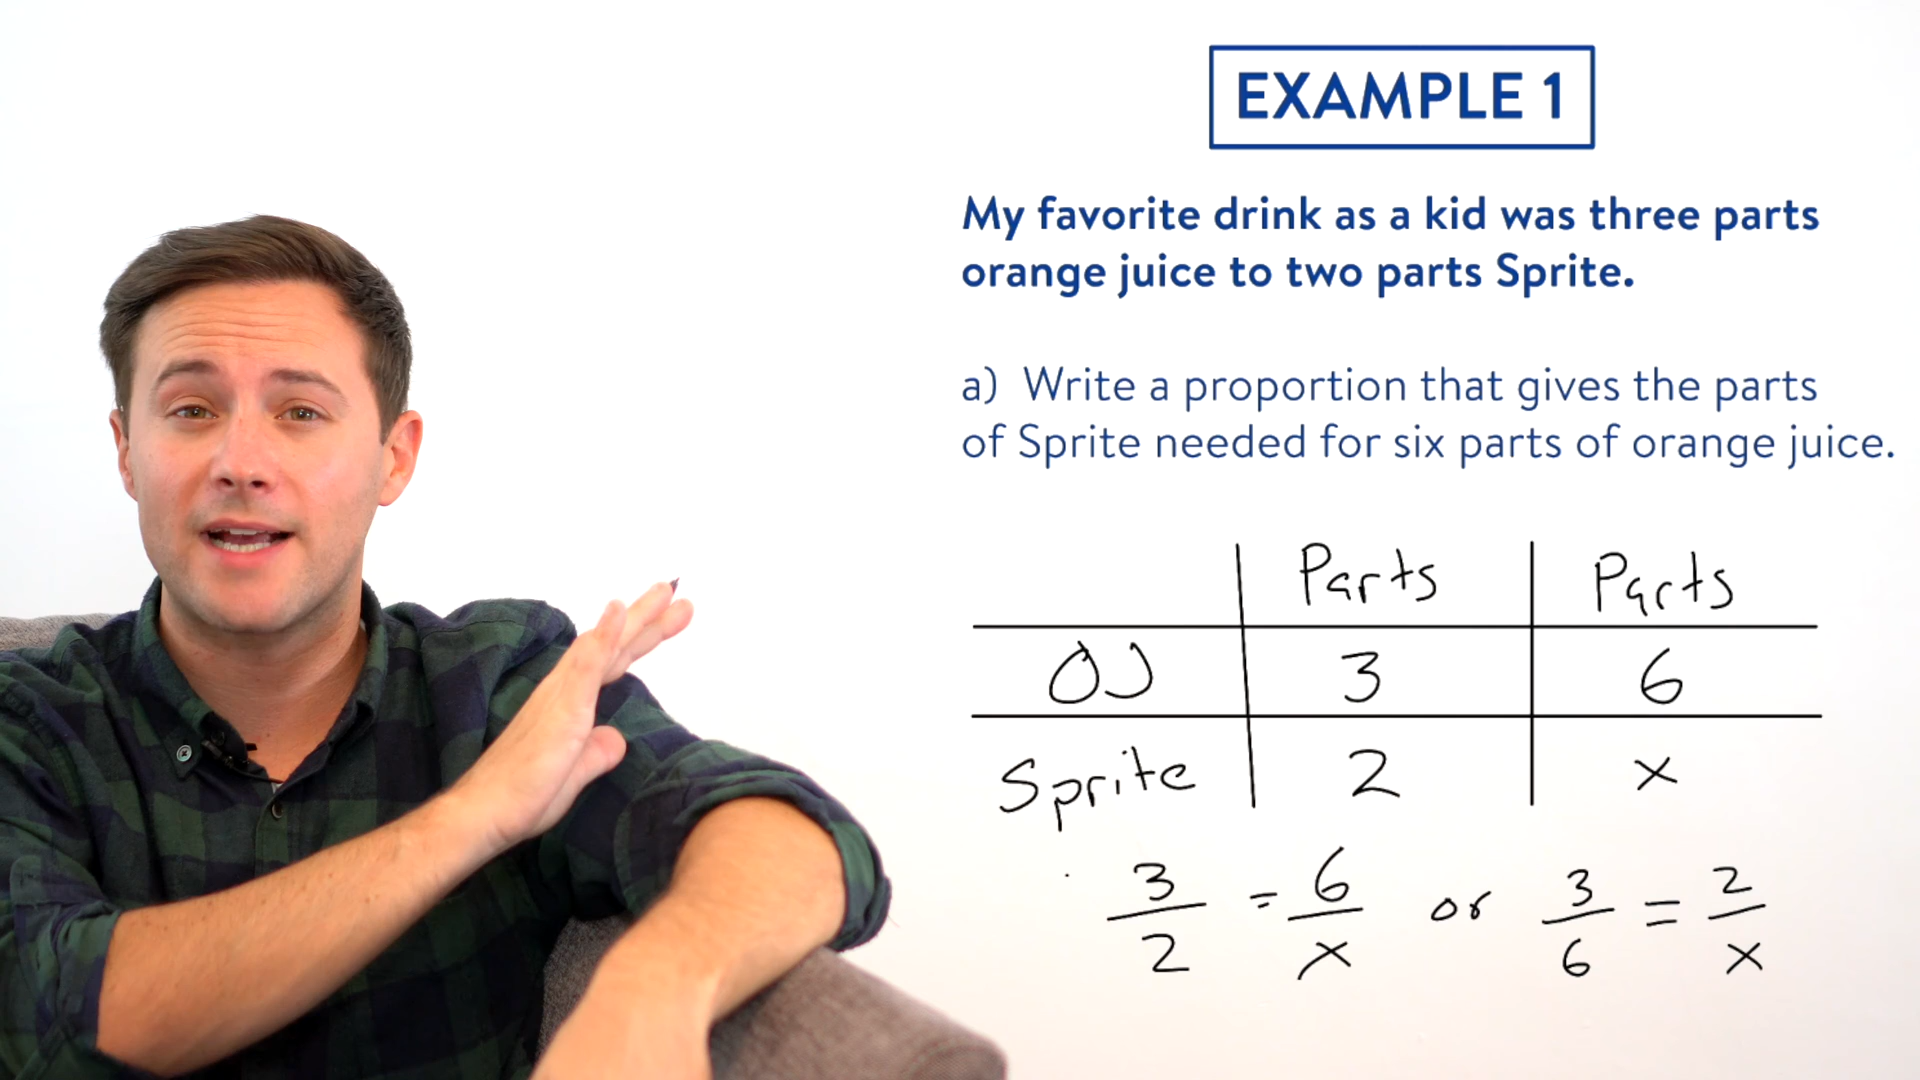 EXAMPLE 1
My favorite drink as a kid was three parts
orange juice to two parts Sprite.
a) Write a proportion that gives the parts
of Sprite needed for six parts of orange juice.
Parts Parts
OJ 3 6
Sprite 2 x
3/2 = 6/x or 3/6 = 2/x